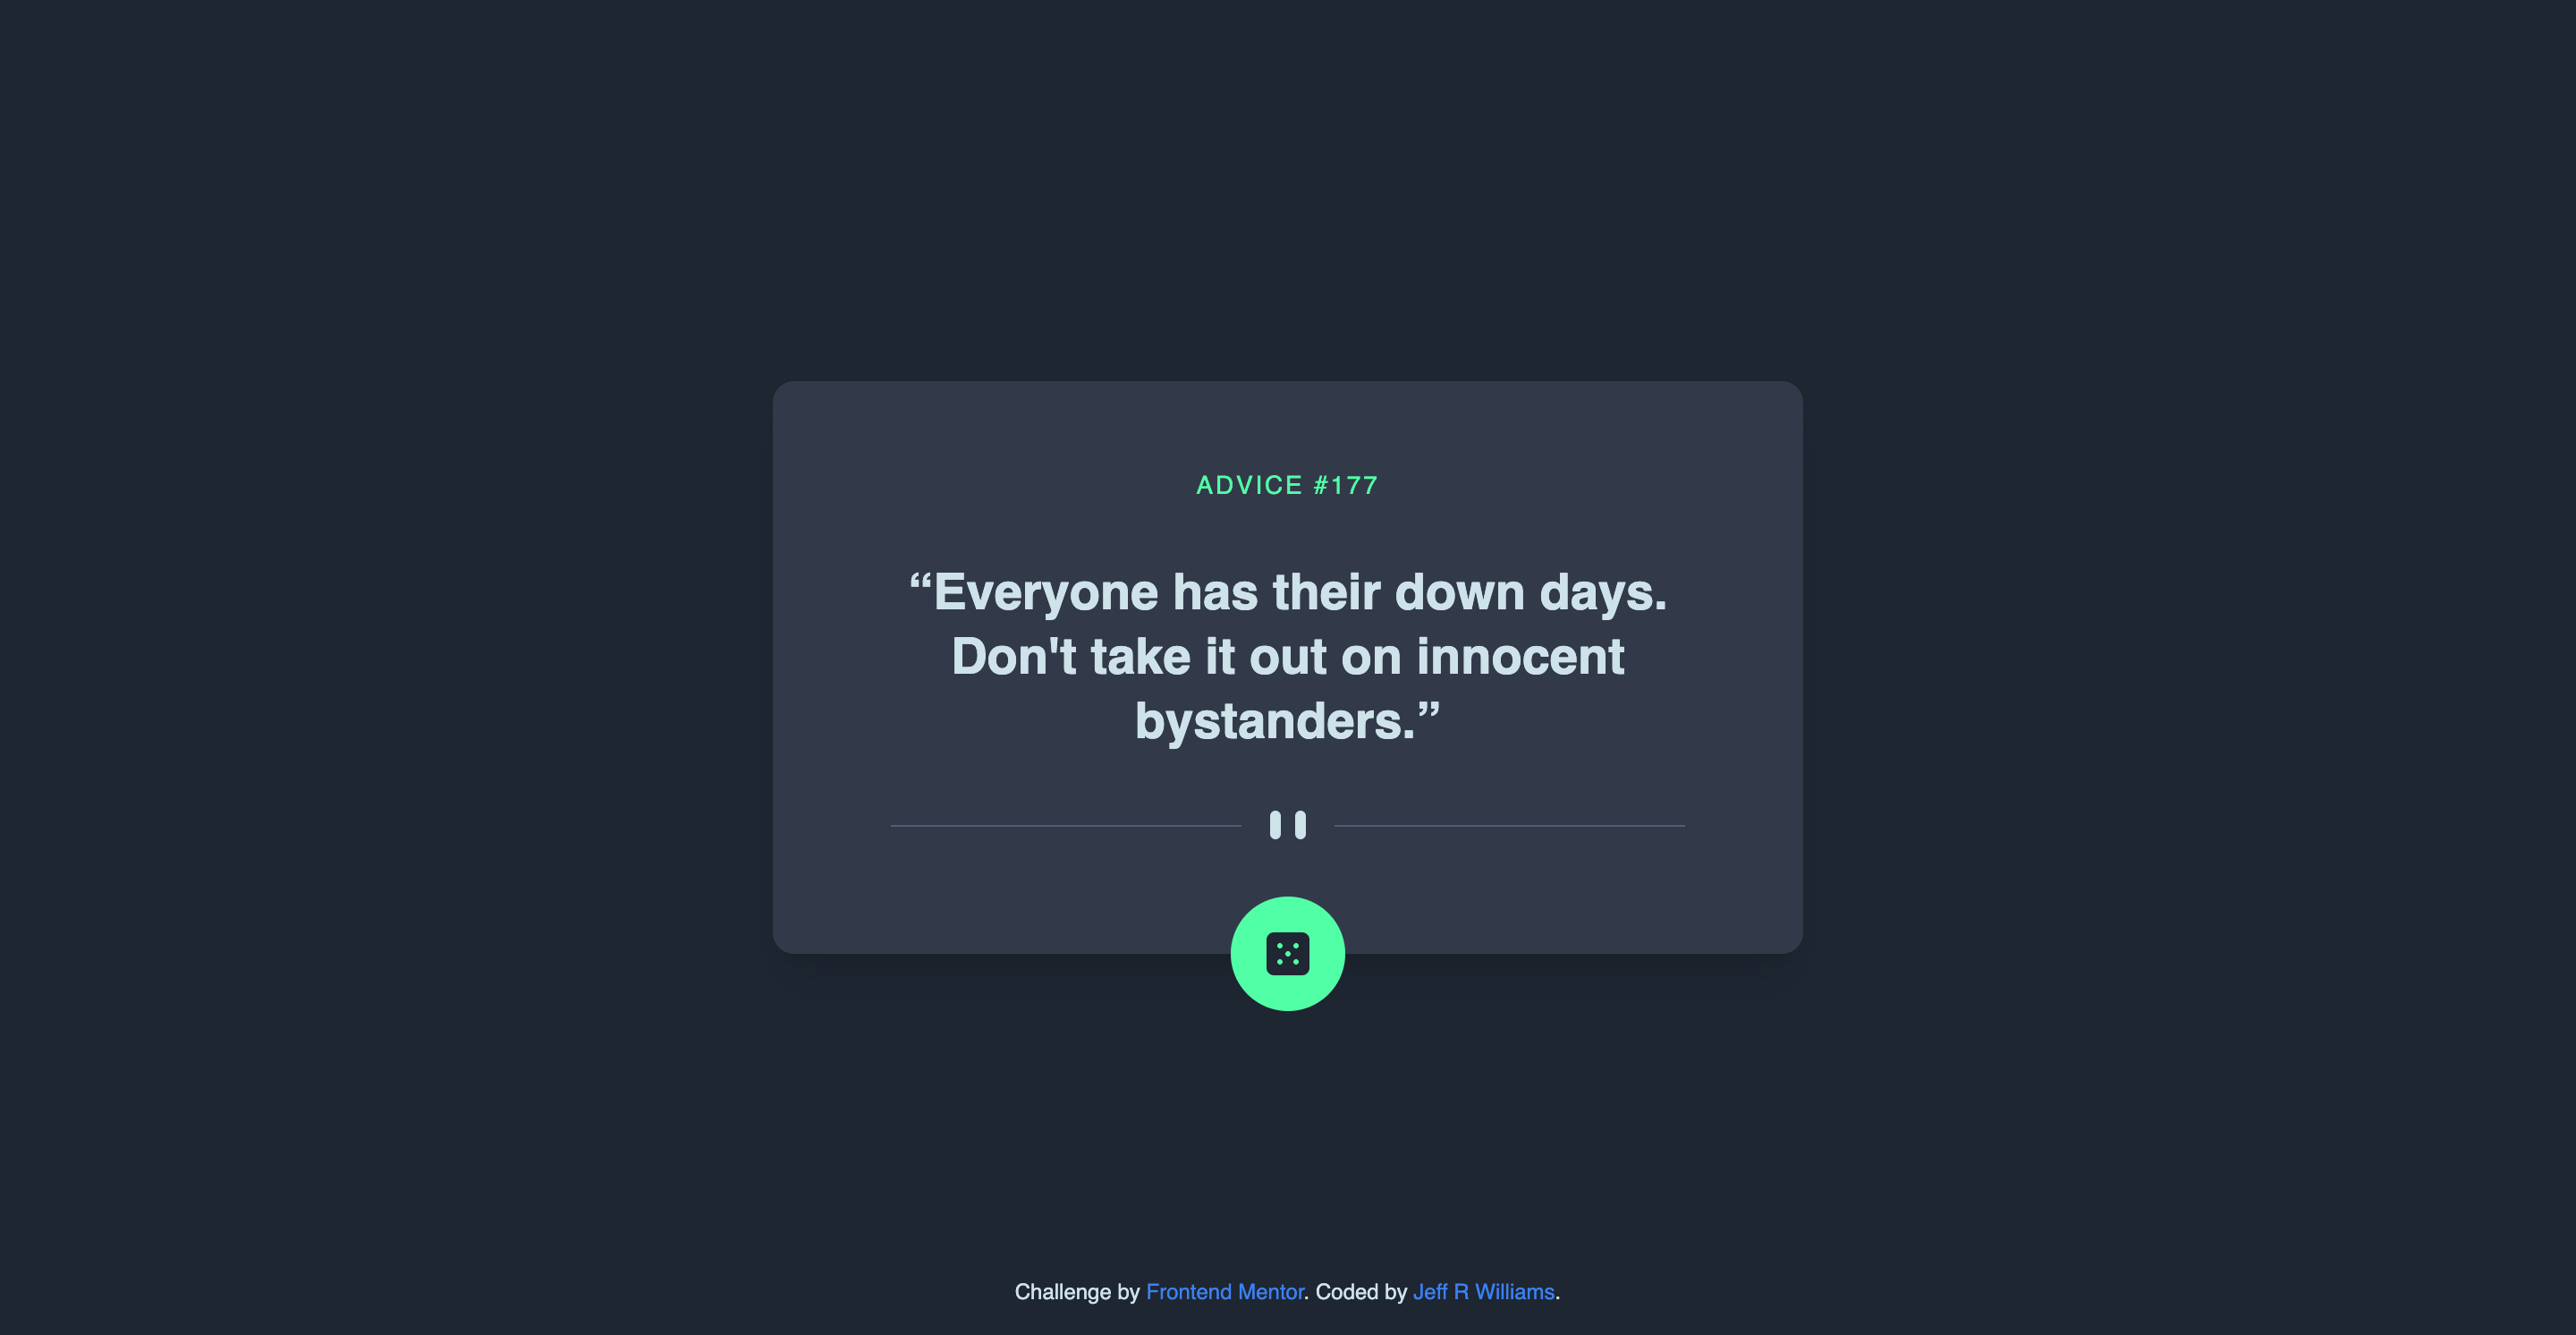 ADVICE #177
“Everyone has their down days.
Don't take it out on innocent
bystanders.”
Challenge by Frontend Mentor. Coded by Jeff R Williams.